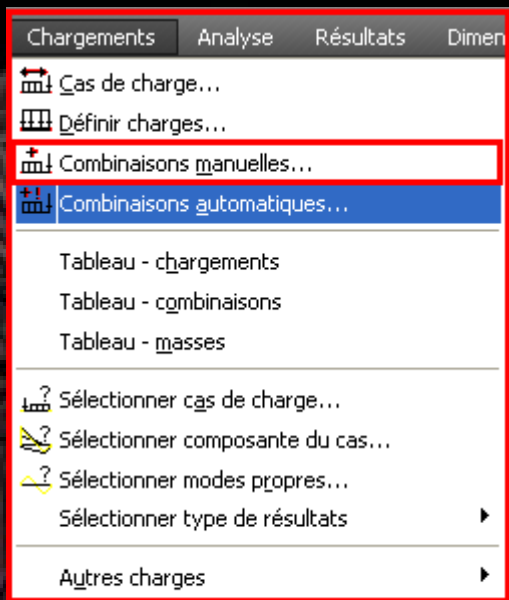 Chargements Analyse Résultats Dimen
Cas de charge...
Définir charges...
Combinaisons manuelles...
Combinaisons automatiques...
Tableau - chargements
Tableau - combinaisons
Tableau - masses
Sélectionner cas de charge...
Sélectionner composante du cas...
Sélectionner modes propres...
Sélectionner type de résultats
Autres charges